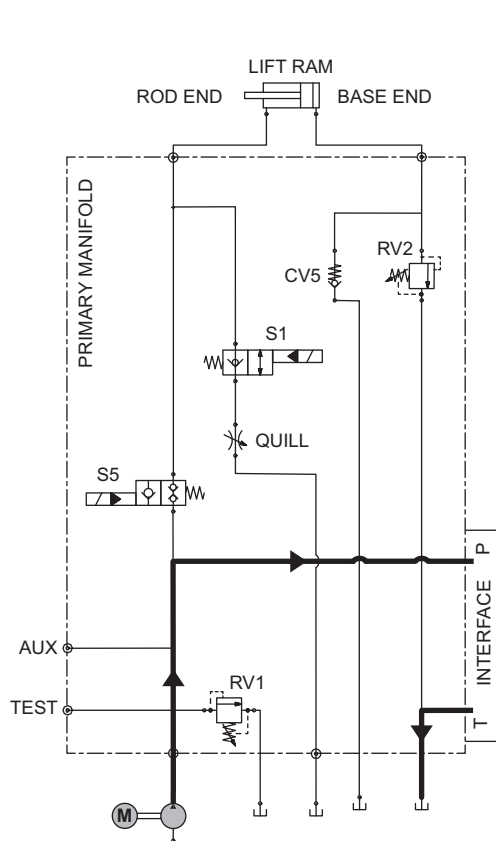 LIFT RAM
ROD END
BASE END
PRIMARY MANIFOLD
RV2
CV5
S1
QUILL
S5
P
INTERFACE
AUX
RV1
TEST
T
M